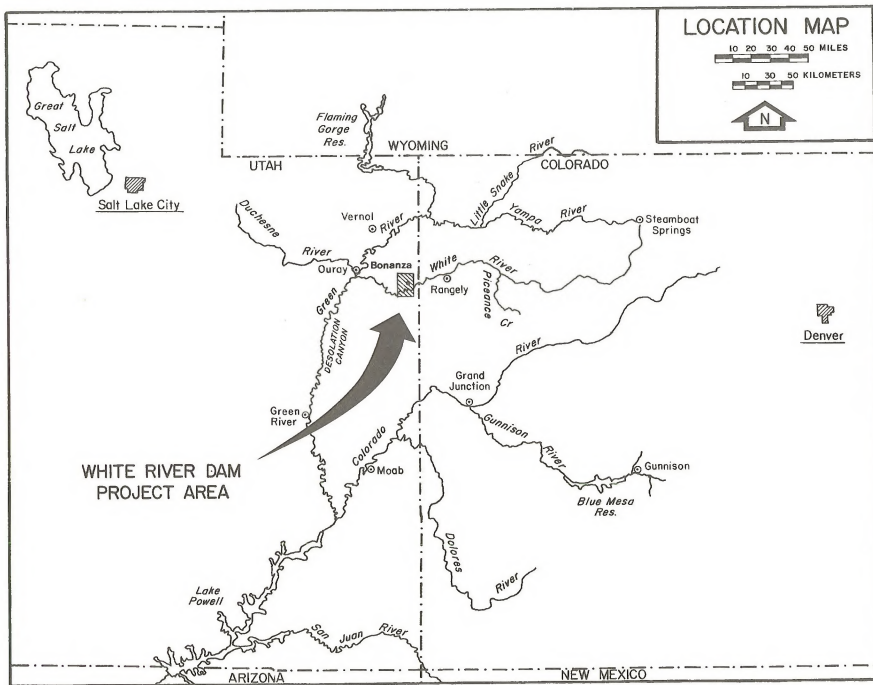 LOCATION MAP
10 20 30 40 50 MILES
10 30 50 KILOMETERS
N
Great
Salt
Lake
Salt Lake City
Flaming
Gorge
Res.
WYOMING
UTAH
COLORADO
Little Snake
River
Vernal
River
Yampa
River
Steamboat
Springs
Duchesne
River
Ouray
Bonanza
White
River
Rangely
Piceance
Cr
Green
DESOLATION
CANYON
Denver
River
Grand
Junction
Green
River
Gunnison
River
Gunnison
Blue Mesa
Res.
Colorado
Moab
WHITE RIVER DAM
PROJECT AREA
Dolores
River
Lake
Powell
San
Juan
River
ARIZONA
NEW MEXICO